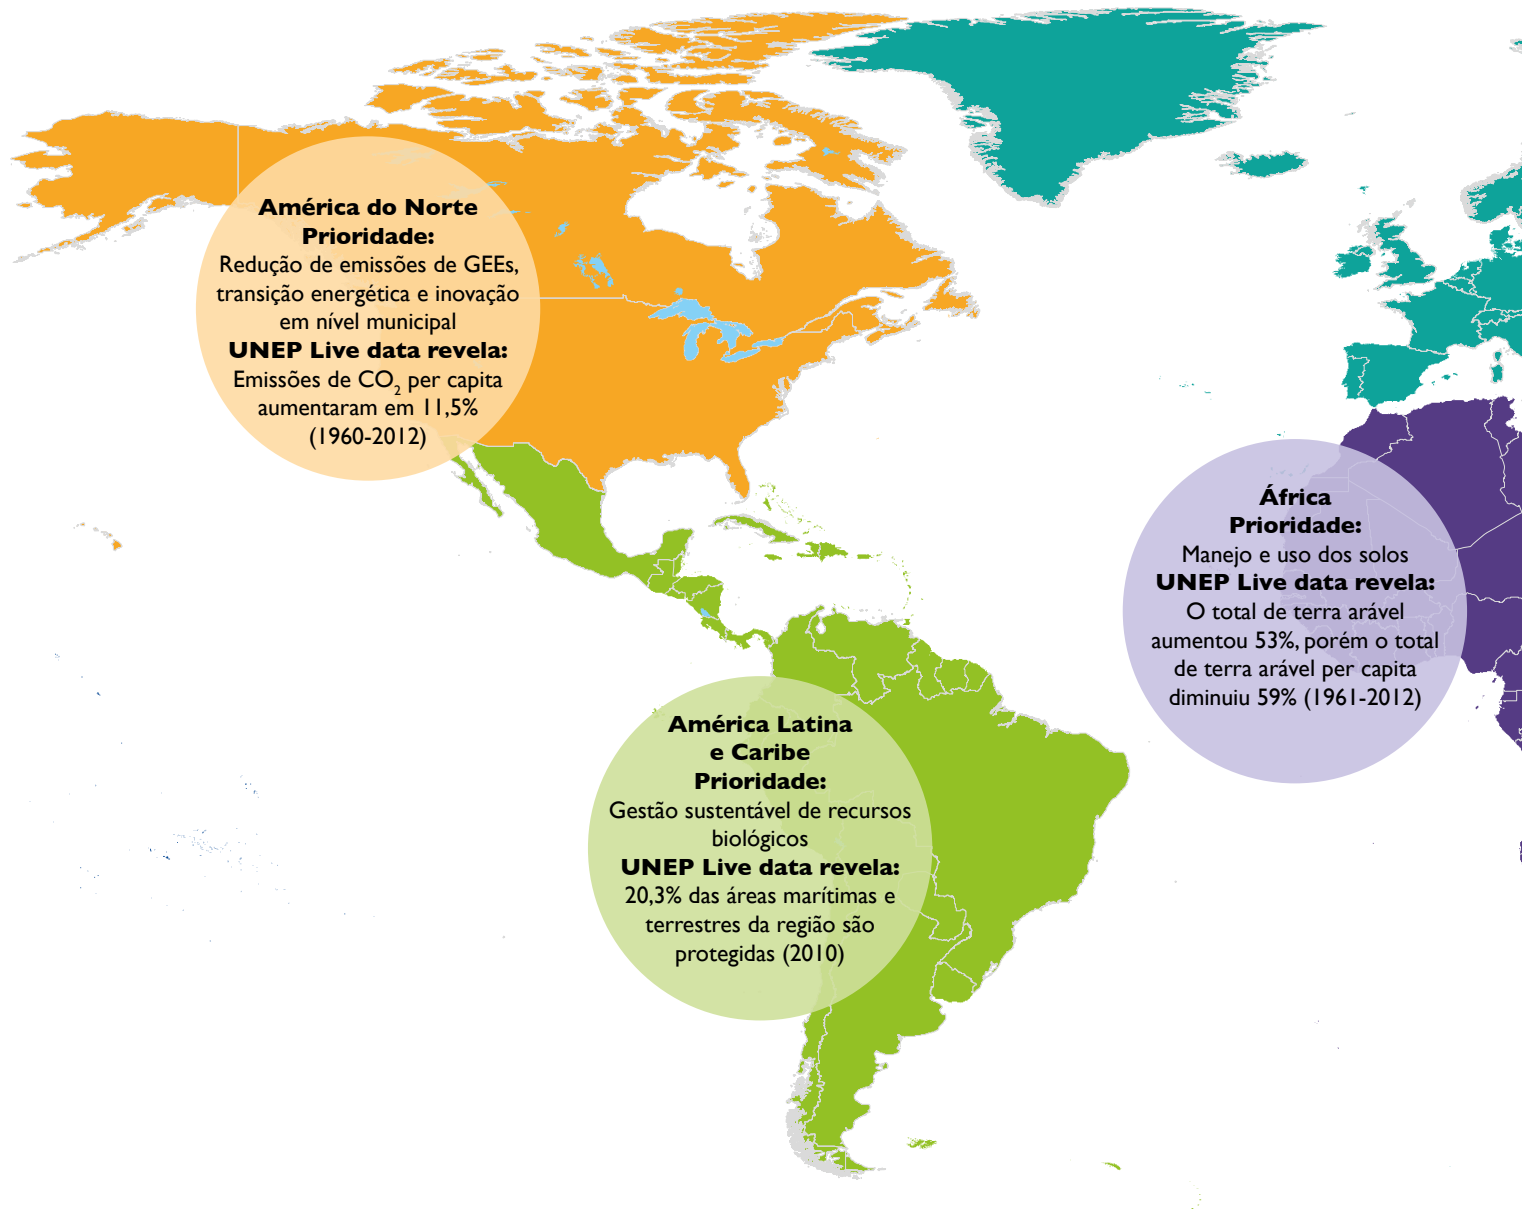 América do Norte
Prioridade:
Redução de emissões de GEEs,
transição energética e inovação
em nível municipal
UNEP Live data revela:
Emissões de CO₂ per capita
aumentaram em 11,5%
(1960-2012)
África
Prioridade:
Manejo e uso dos solos
UNEP Live data revela:
O total de terra arável
aumentou 53%, porém o total
de terra arável per capita
diminuiu 59% (1961-2012)
América Latina
e Caribe
Prioridade:
Gestão sustentável de recursos
biológicos
UNEP Live data revela:
20,3% das áreas marítimas e
terrestres da região são
protegidas (2010)